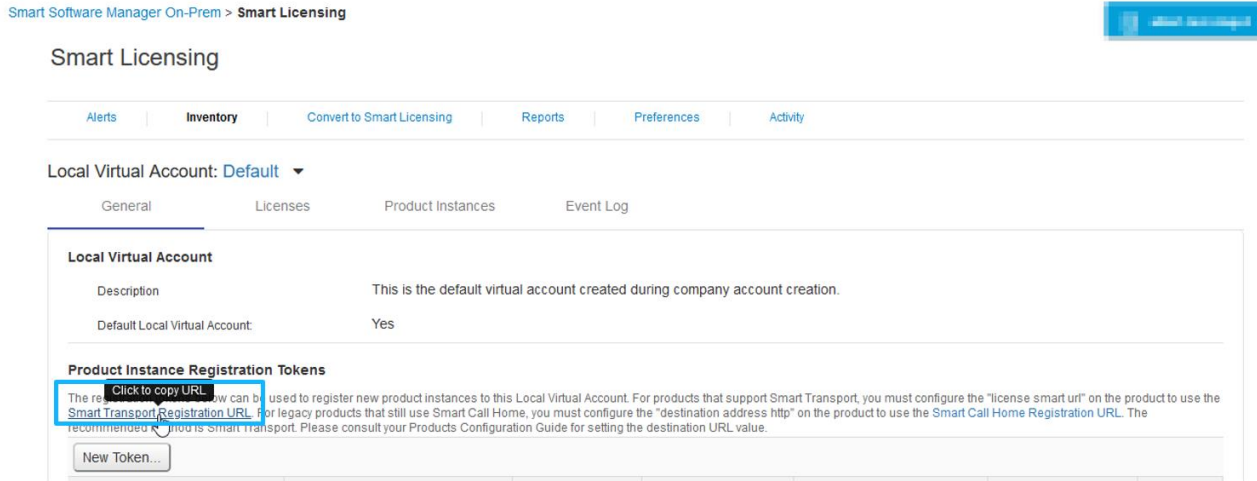 Smart Software Manager On-Prem > Smart Licensing
Smart Licensing
Alerts Inventory Convert to Smart Licensing Reports Preferences Activity
Local Virtual Account: Default
General Licenses Product Instances Event Log
Local Virtual Account
Description This is the default virtual account created during company account creation.
Default Local Virtual Account: Yes
Product Instance Registration Tokens
Click to copy URL
The can be used to register new product instances to this Local Virtual Account. For products that support Smart Transport, you must configure the "license smart url" on the product to use the
Smart Transport Registration URL. For legacy products that still use Smart Call Home, you must configure the "destination address http" on the product to use the Smart Call Home Registration URL. The
recommended is Smart Transport. Please consult your Products Configuration Guide for setting the destination URL value.
New Token...